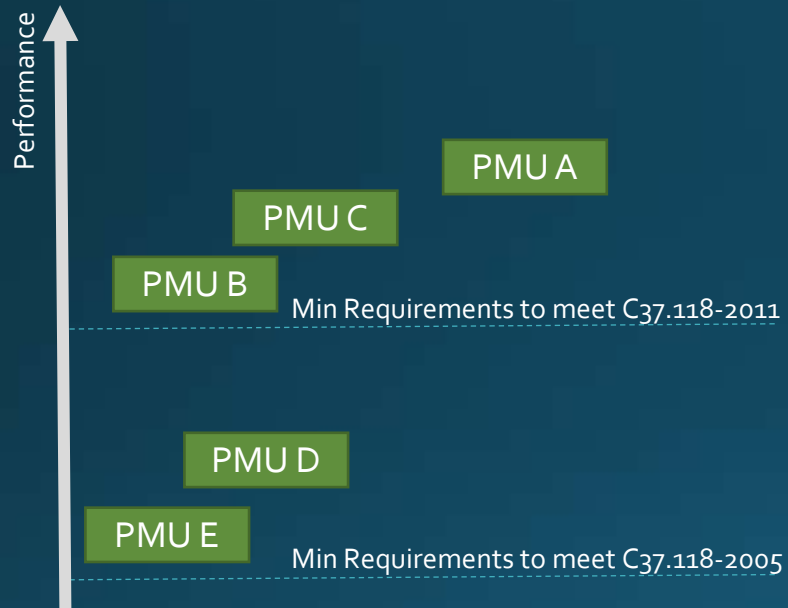 Performance
PMU A
PMU C
PMU B
Min Requirements to meet C37.118-2011
PMU D
PMU E
Min Requirements to meet C37.118-2005